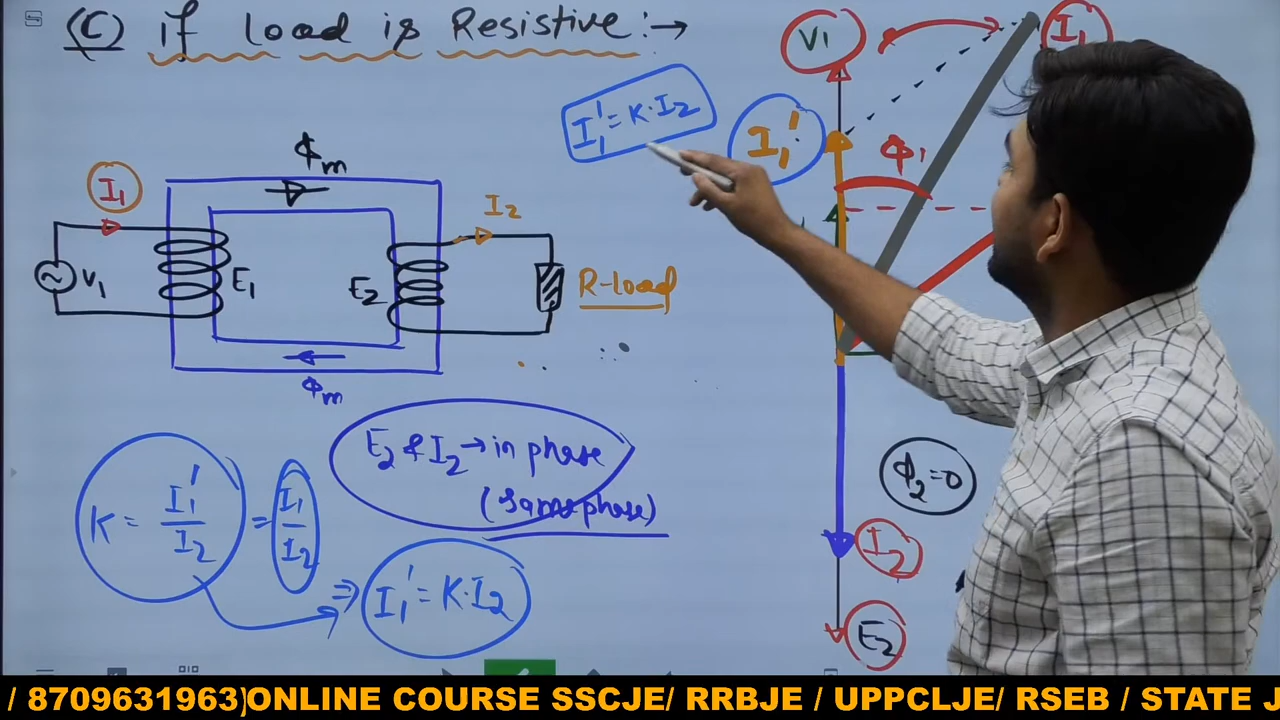 (C) if Load is Resistive :→
V1
I1
I1' = K·I2
I1'
Φ1
Φm
I1
I2
V1
E1
E2
R-load
Φm
E2 & I2 → in phase
(same phase)
K = I1'/I2 = I1/I2
⇒ I1' = K·I2
Φ2=0
I2
E2
/ 8709631963)ONLINE COURSE SSCJE/ RRBJE / UPPCLJE/ RSEB / STATE J